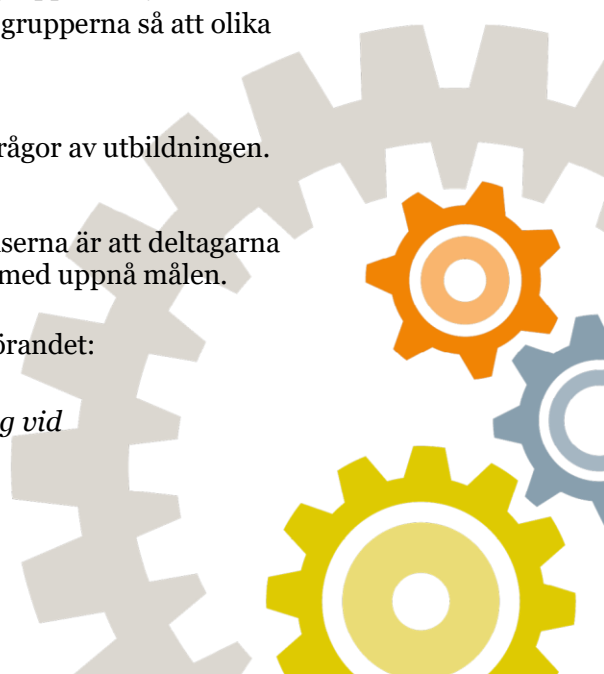 grupperna så att olika
rågor av utbildningen.
serna är att deltagarna
med uppnå målen.
örandet:
g vid